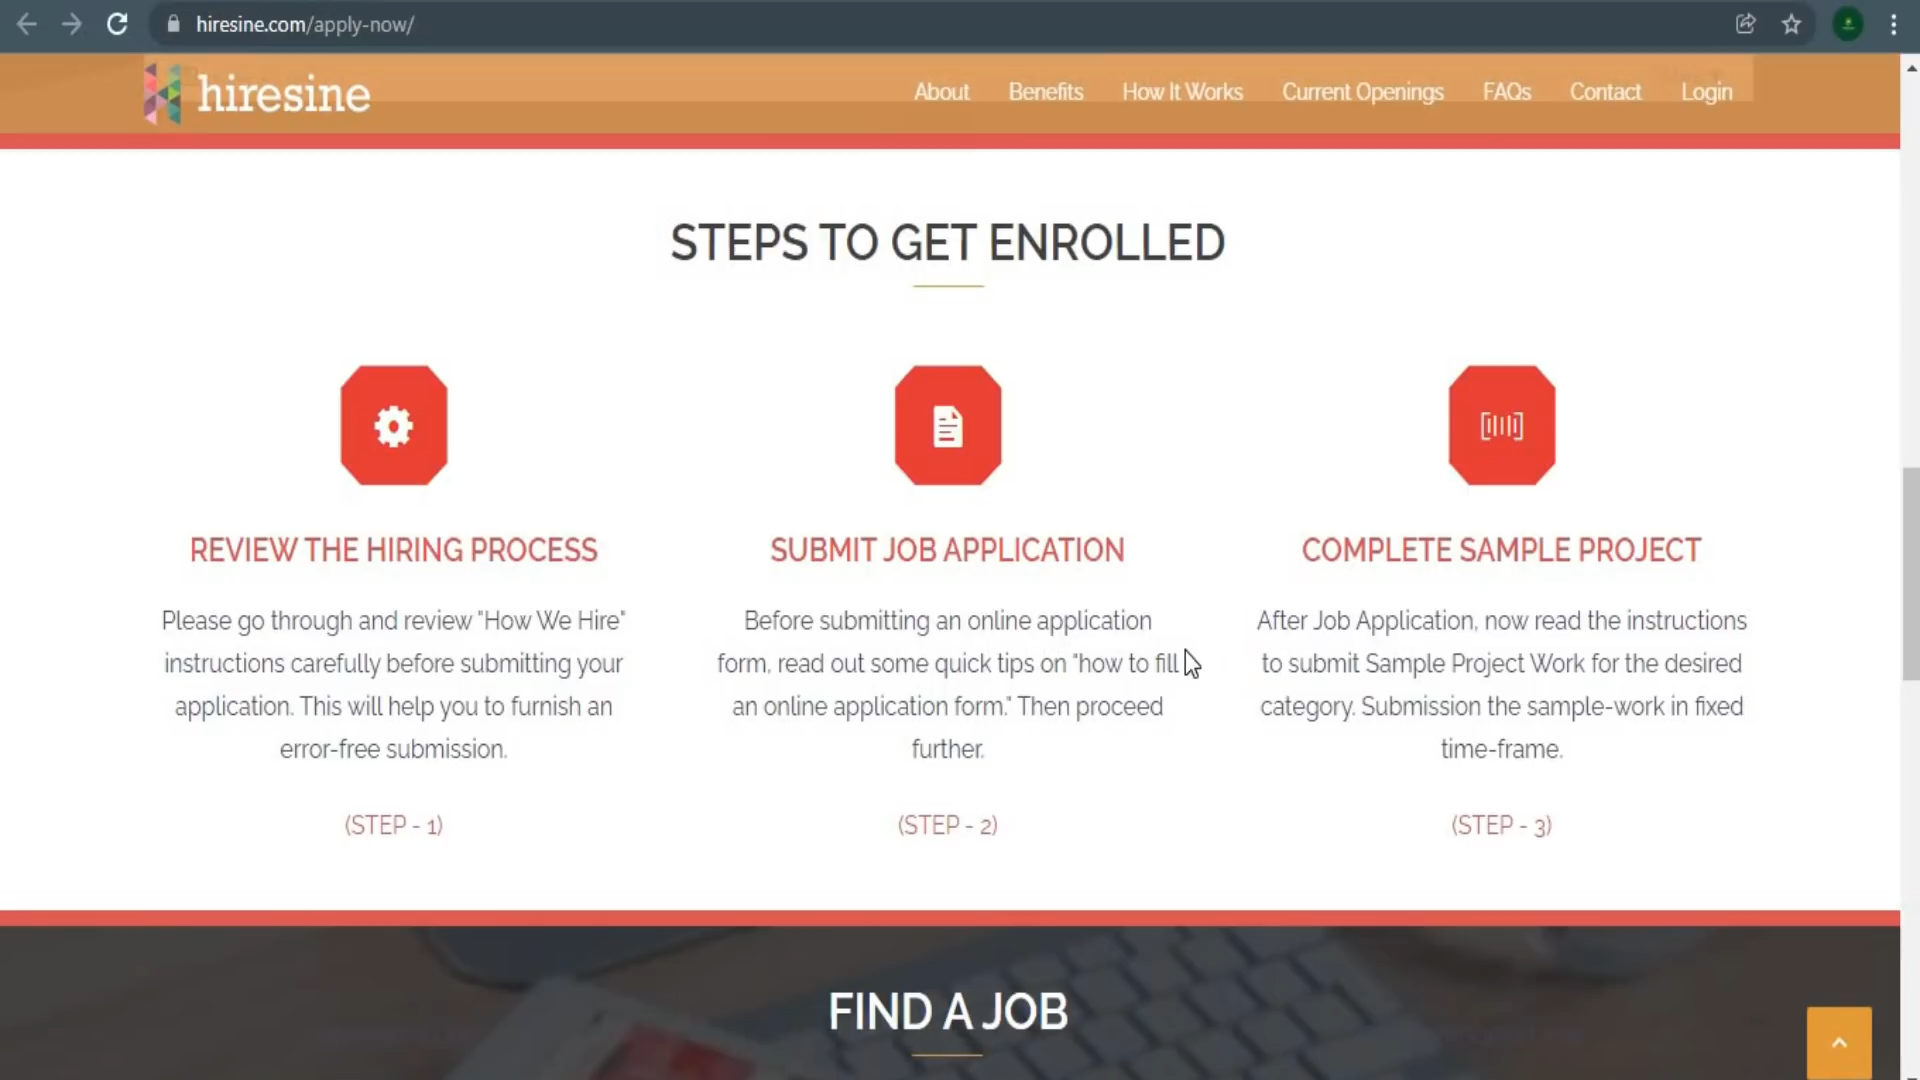 hiresine.com/apply-now/
hiresine
About Benefits How It Works Current Openings FAQs Contact Login
STEPS TO GET ENROLLED
REVIEW THE HIRING PROCESS
Please go through and review "How We Hire"
instructions carefully before submitting your
application. This will help you to furnish an
error-free submission.
(STEP - 1)
SUBMIT JOB APPLICATION
Before submitting an online application
form, read out some quick tips on "how to fill
an online application form." Then proceed
further.
(STEP - 2)
COMPLETE SAMPLE PROJECT
After Job Application, now read the instructions
to submit Sample Project Work for the desired
category. Submission the sample-work in fixed
time-frame.
(STEP - 3)
FIND A JOB